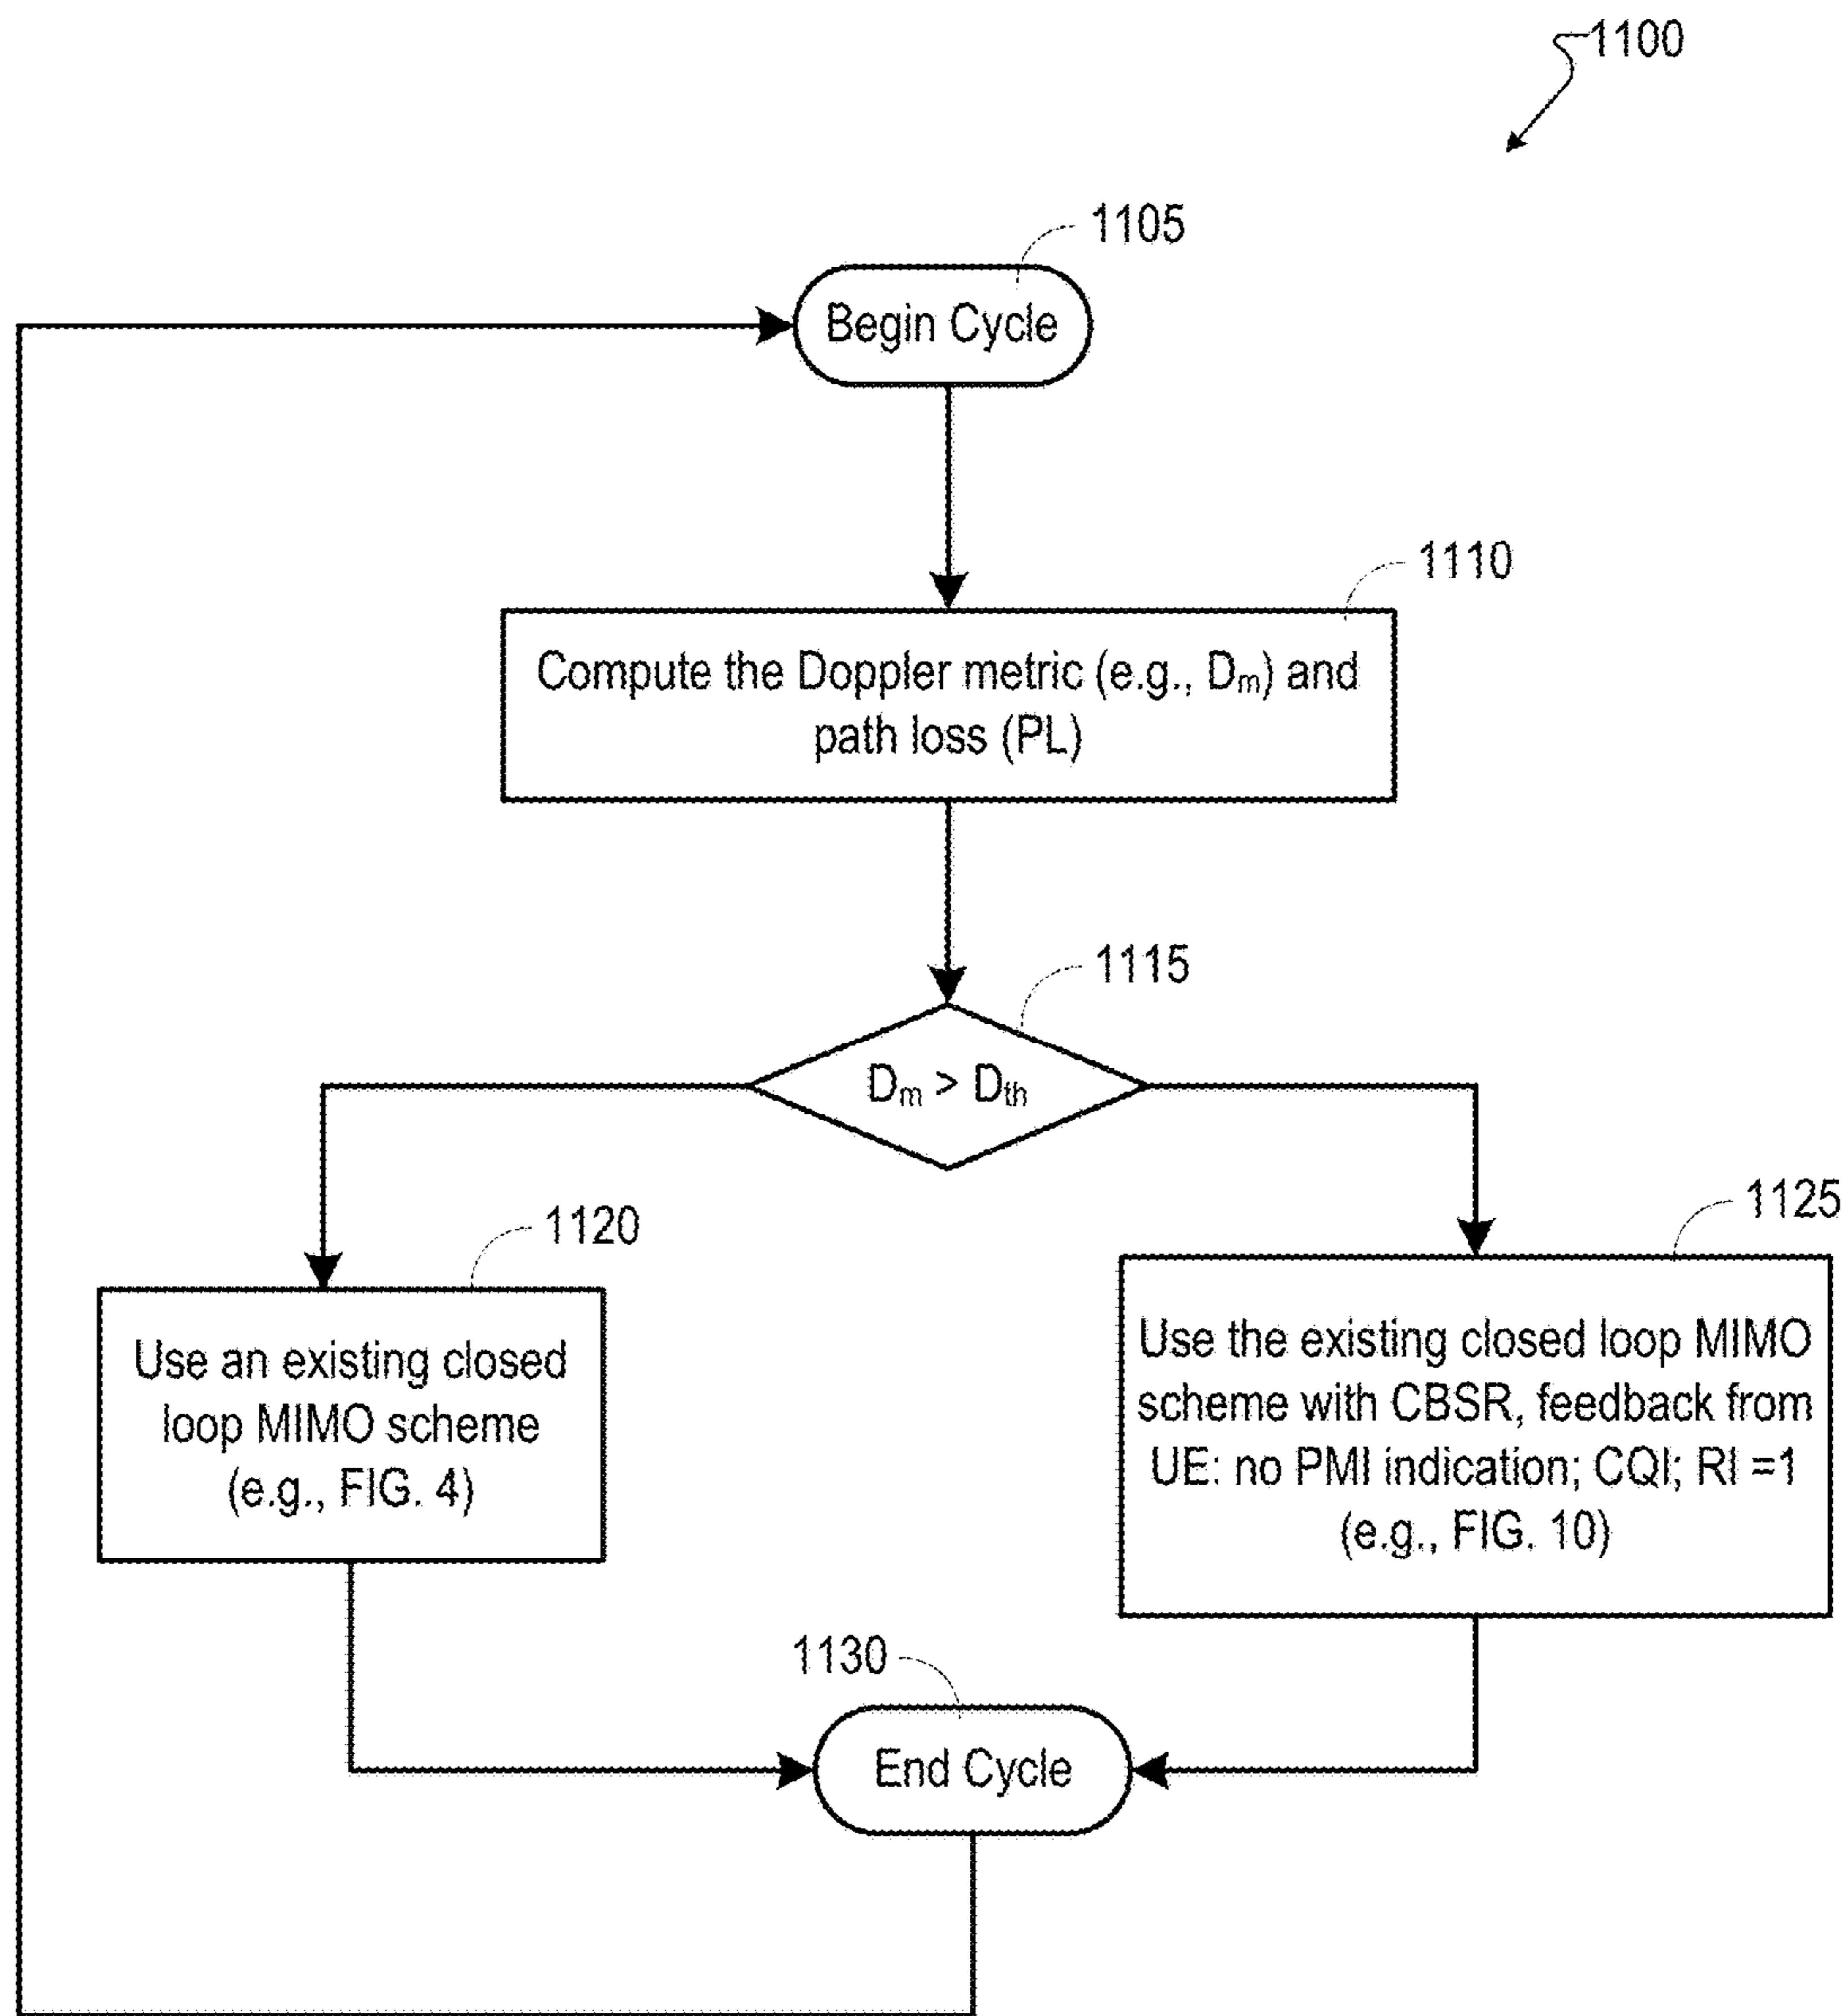 1100
1105
Begin Cycle
1110
Compute the Doppler metric (e.g., Dm) and
path loss (PL)
1115
Dm > Dth
1120
Use an existing closed
loop MIMO scheme
(e.g., FIG. 4)
1125
Use the existing closed loop MIMO
scheme with CBSR, feedback from
UE: no PMI indication; CQI; RI =1
(e.g., FIG. 10)
1130
End Cycle